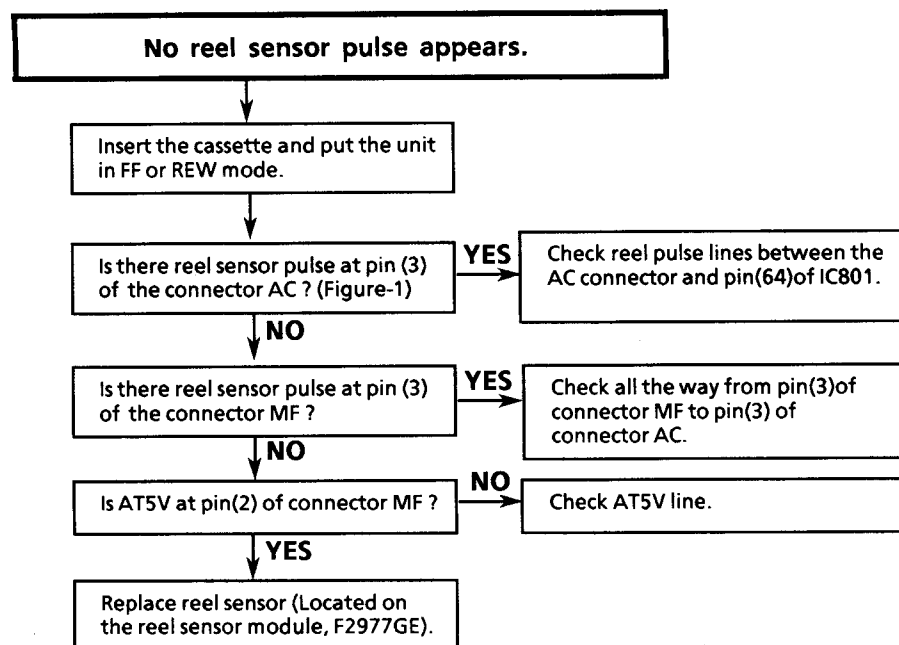 No reel sensor pulse appears.
Insert the cassette and put the unit
in FF or REW mode.
Is there reel sensor pulse at pin (3)
of the connector AC ? (Figure-1)
YES
Check reel pulse lines between the
AC connector and pin(64)of IC801.
NO
Is there reel sensor pulse at pin (3)
of the connector MF ?
YES
Check all the way from pin(3)of
connector MF to pin(3) of
connector AC.
NO
Is AT5V at pin(2) of connector MF ?
NO
Check AT5V line.
YES
Replace reel sensor (Located on
the reel sensor module, F2977GE).